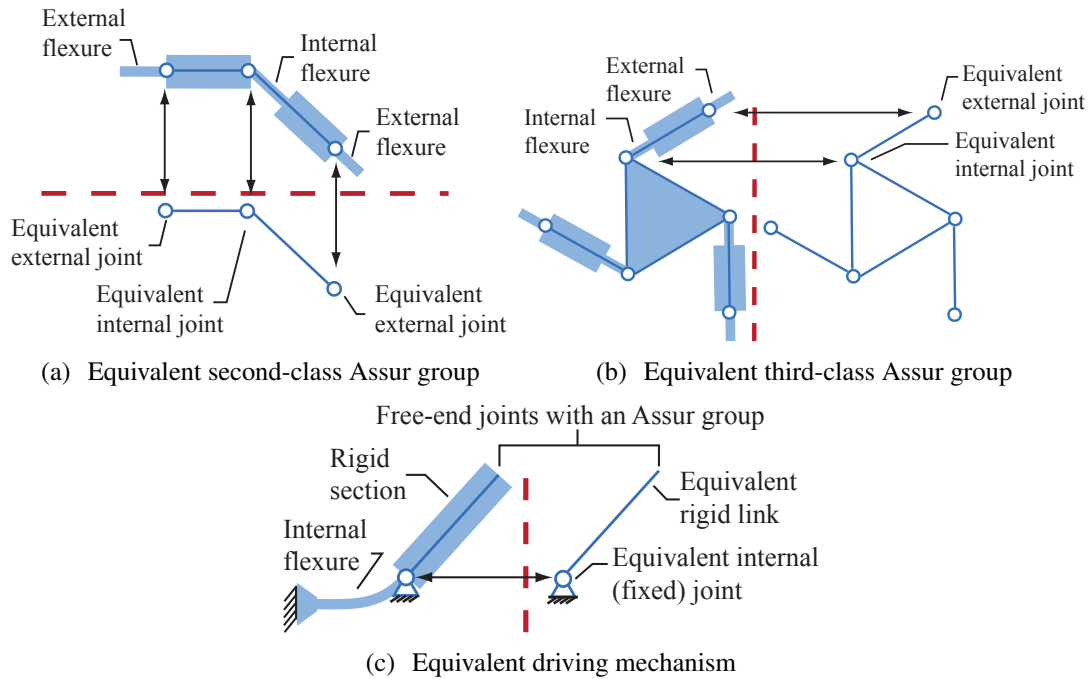 External
flexure
Internal
flexure
External
flexure
Equivalent
external joint
Equivalent
internal joint
Equivalent
external joint
(a) Equivalent second-class Assur group
External
flexure
Internal
flexure
Equivalent
external joint
Equivalent
internal joint
(b) Equivalent third-class Assur group
Free-end joints with an Assur group
Rigid
section
Internal
flexure
Equivalent
rigid link
Equivalent internal
(fixed) joint
(c) Equivalent driving mechanism